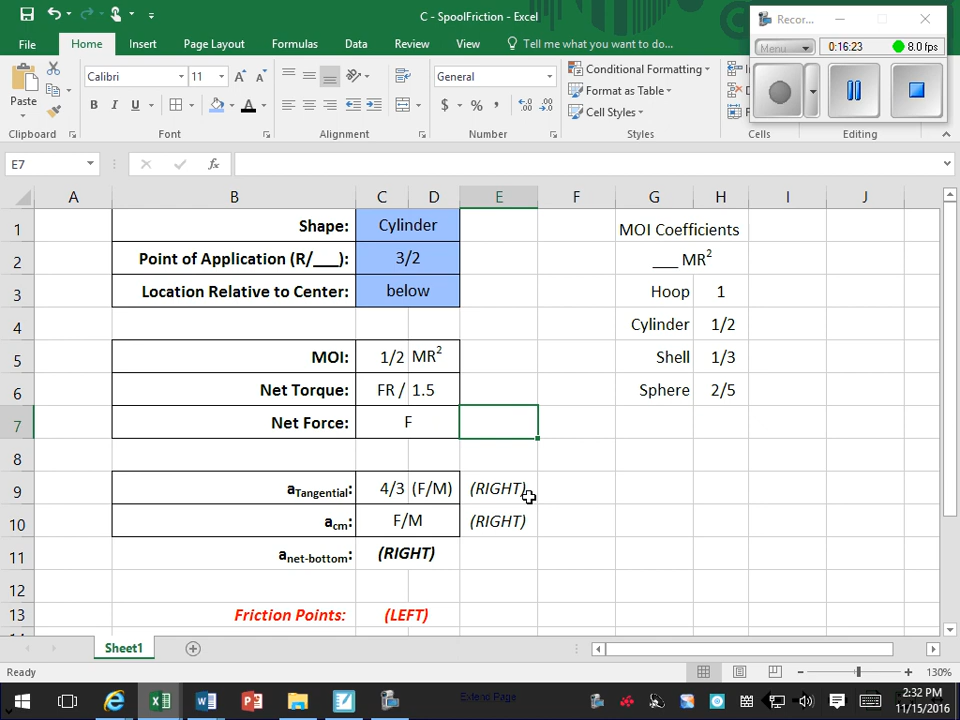 C - SpoolFriction - Excel
Recor...
File Home Insert Page Layout Formulas Data Review View Tell me what you want to do...
Menu 0:16:23 8.0 fps
Paste
Calibri 11 A A
General
Conditional Formatting
Format as Table
Cell Styles
B I U A
$ % ,
Clipboard Font Alignment Number Styles Cells Editing
E7 fx
A B C D E F G H I J
1 Shape: Cylinder MOI Coefficients
2 Point of Application (R/___): 3/2 ___ MR²
3 Location Relative to Center: below Hoop 1
4 Cylinder 1/2
5 MOI: 1/2 MR² Shell 1/3
6 Net Torque: FR / 1.5 Sphere 2/5
7 Net Force: F
8
9 aTangential: 4/3 (F/M) (RIGHT)
10 acm: F/M (RIGHT)
11 anet-bottom: (RIGHT)
12
13 Friction Points: (LEFT)
Sheet1
Ready 130%
Extend Page
2:32 PM
11/15/2016